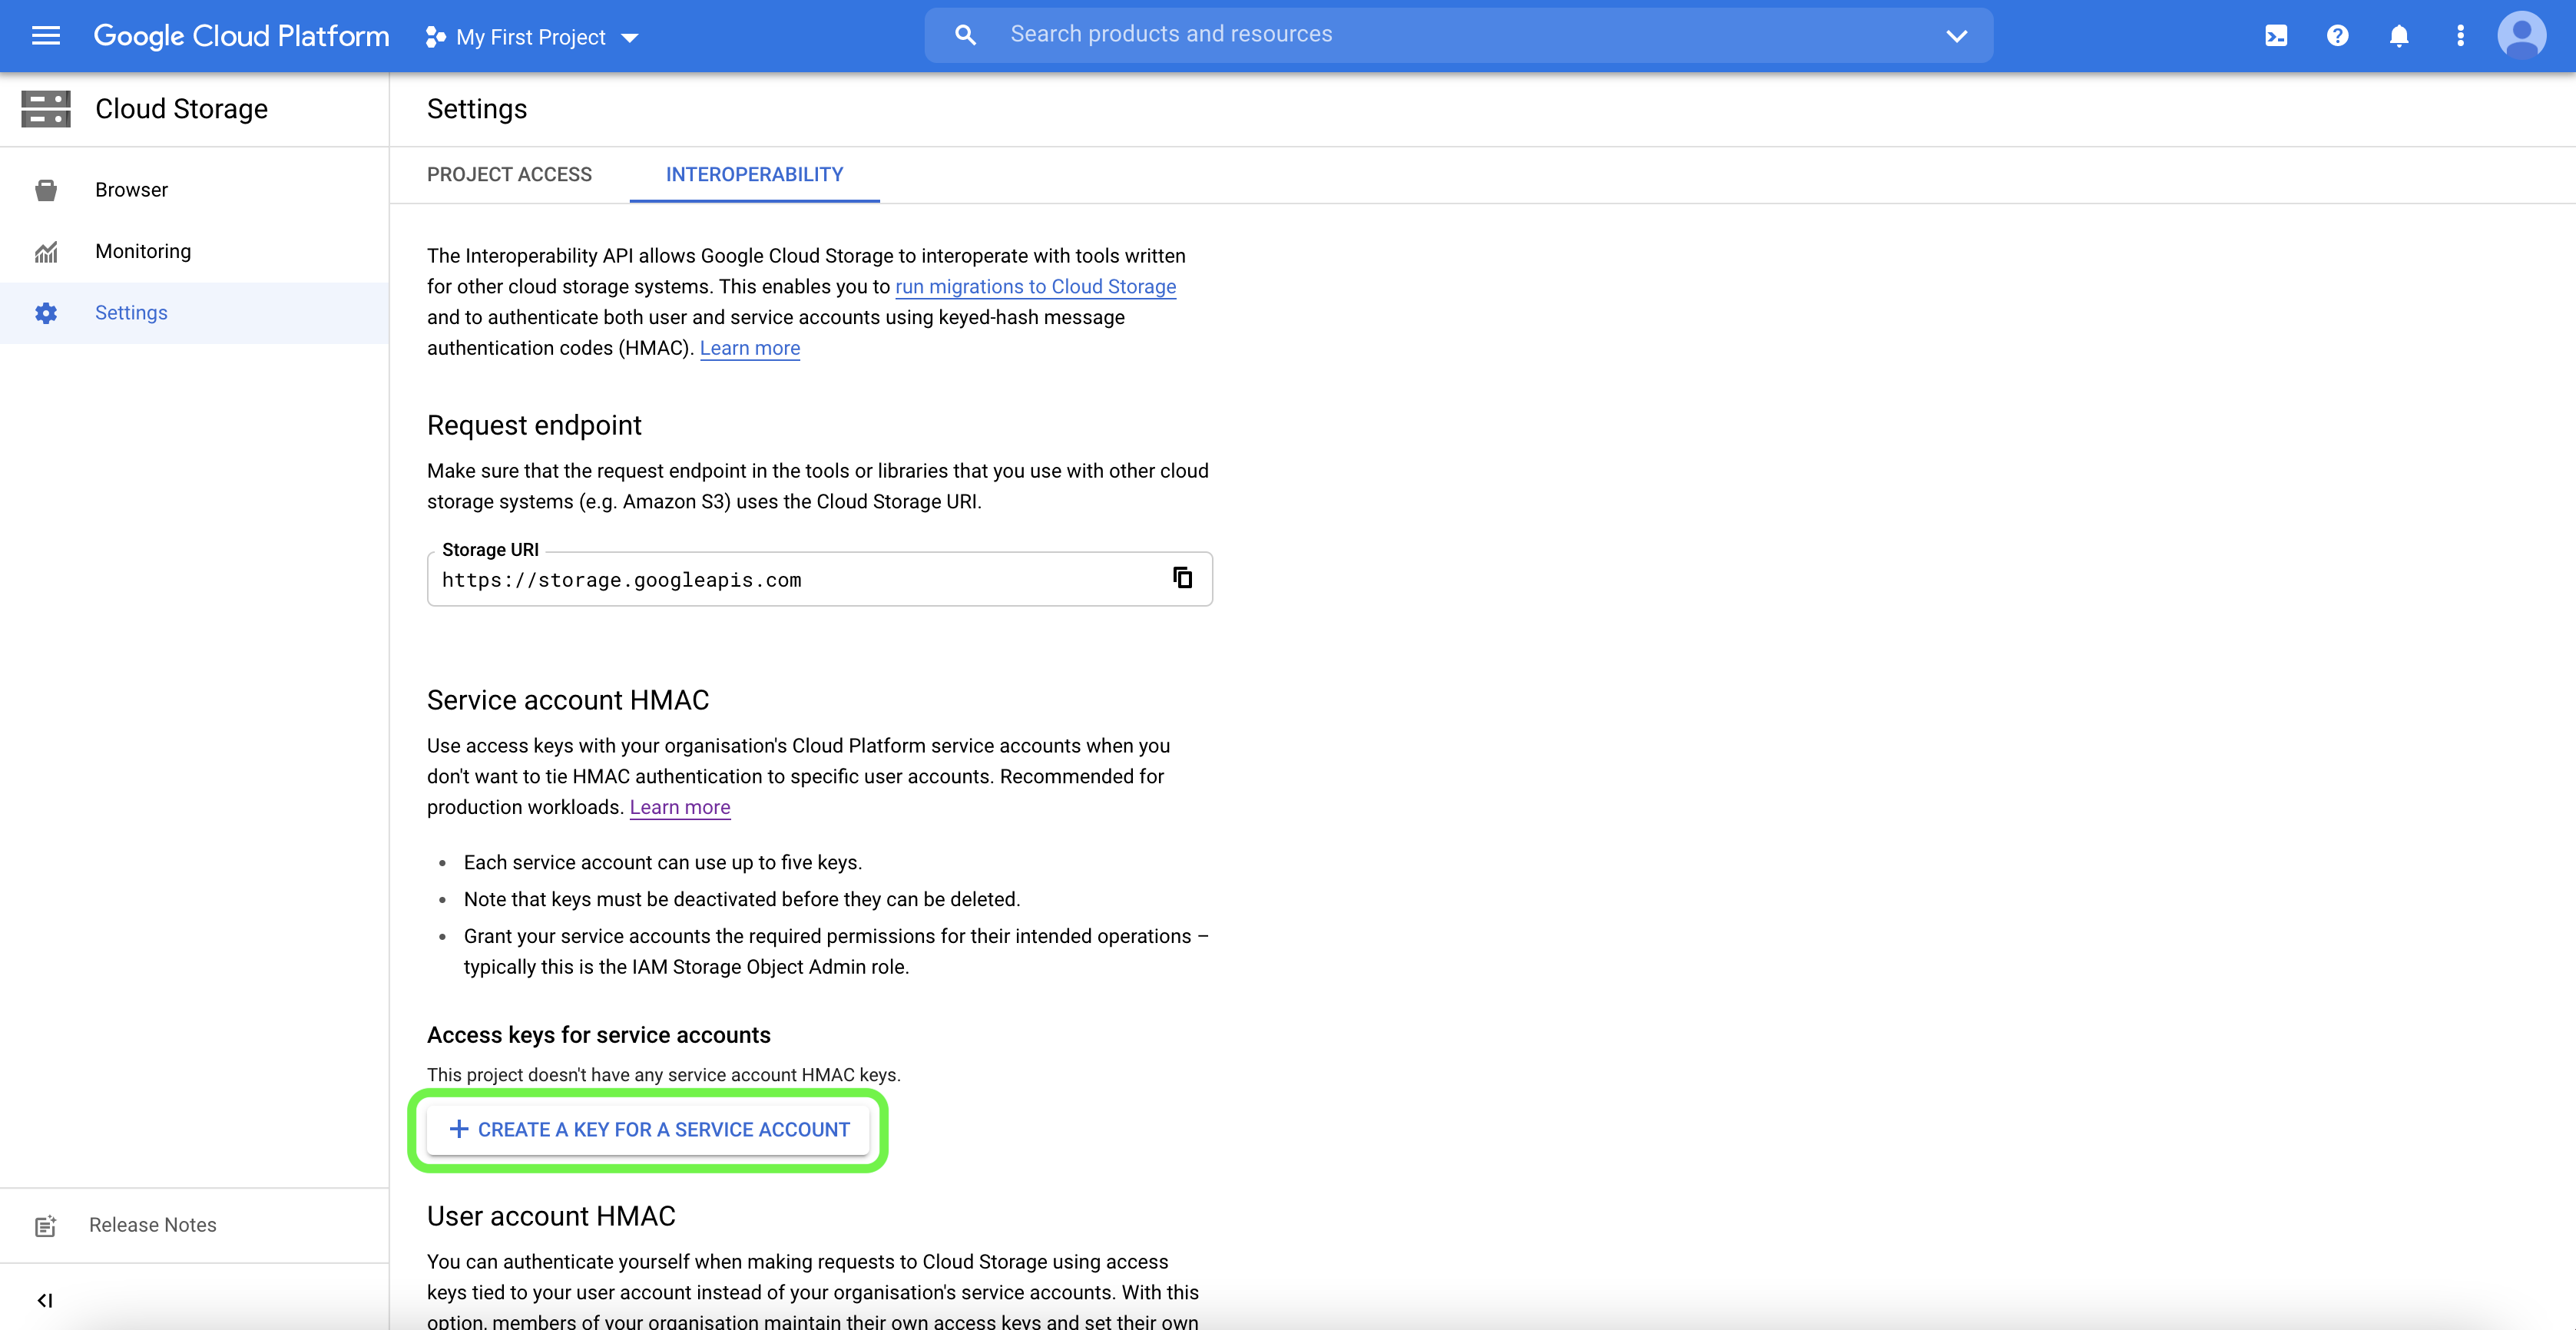 Google Cloud Platform
My First Project
Search products and resources
Cloud Storage
Browser
Monitoring
Settings
Release Notes
Settings
PROJECT ACCESS
INTEROPERABILITY
The Interoperability API allows Google Cloud Storage to interoperate with tools written
for other cloud storage systems. This enables you to run migrations to Cloud Storage
and to authenticate both user and service accounts using keyed-hash message
authentication codes (HMAC). Learn more
Request endpoint
Make sure that the request endpoint in the tools or libraries that you use with other cloud
storage systems (e.g. Amazon S3) uses the Cloud Storage URI.
Storage URI
https://storage.googleapis.com
Service account HMAC
Use access keys with your organisation's Cloud Platform service accounts when you
don't want to tie HMAC authentication to specific user accounts. Recommended for
production workloads. Learn more
• Each service account can use up to five keys.
• Note that keys must be deactivated before they can be deleted.
• Grant your service accounts the required permissions for their intended operations –
typically this is the IAM Storage Object Admin role.
Access keys for service accounts
This project doesn't have any service account HMAC keys.
+ CREATE A KEY FOR A SERVICE ACCOUNT
User account HMAC
You can authenticate yourself when making requests to Cloud Storage using access
keys tied to your user account instead of your organisation's service accounts. With this
option, members of your organisation maintain their own access keys and set their own